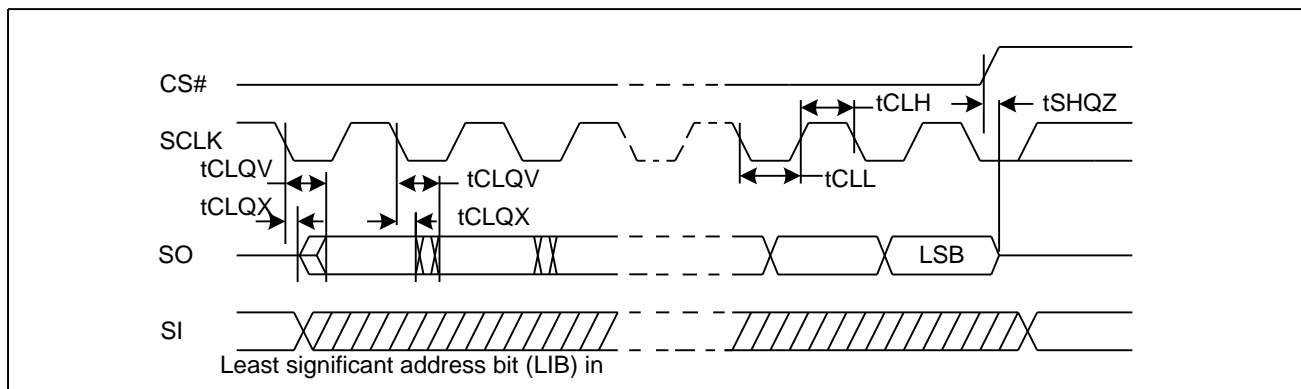 CS#
tCLH
tSHQZ
SCLK
tCLQV
tCLQV
tCLL
tCLQX
tCLQX
SO
LSB
SI
Least significant address bit (LIB) in